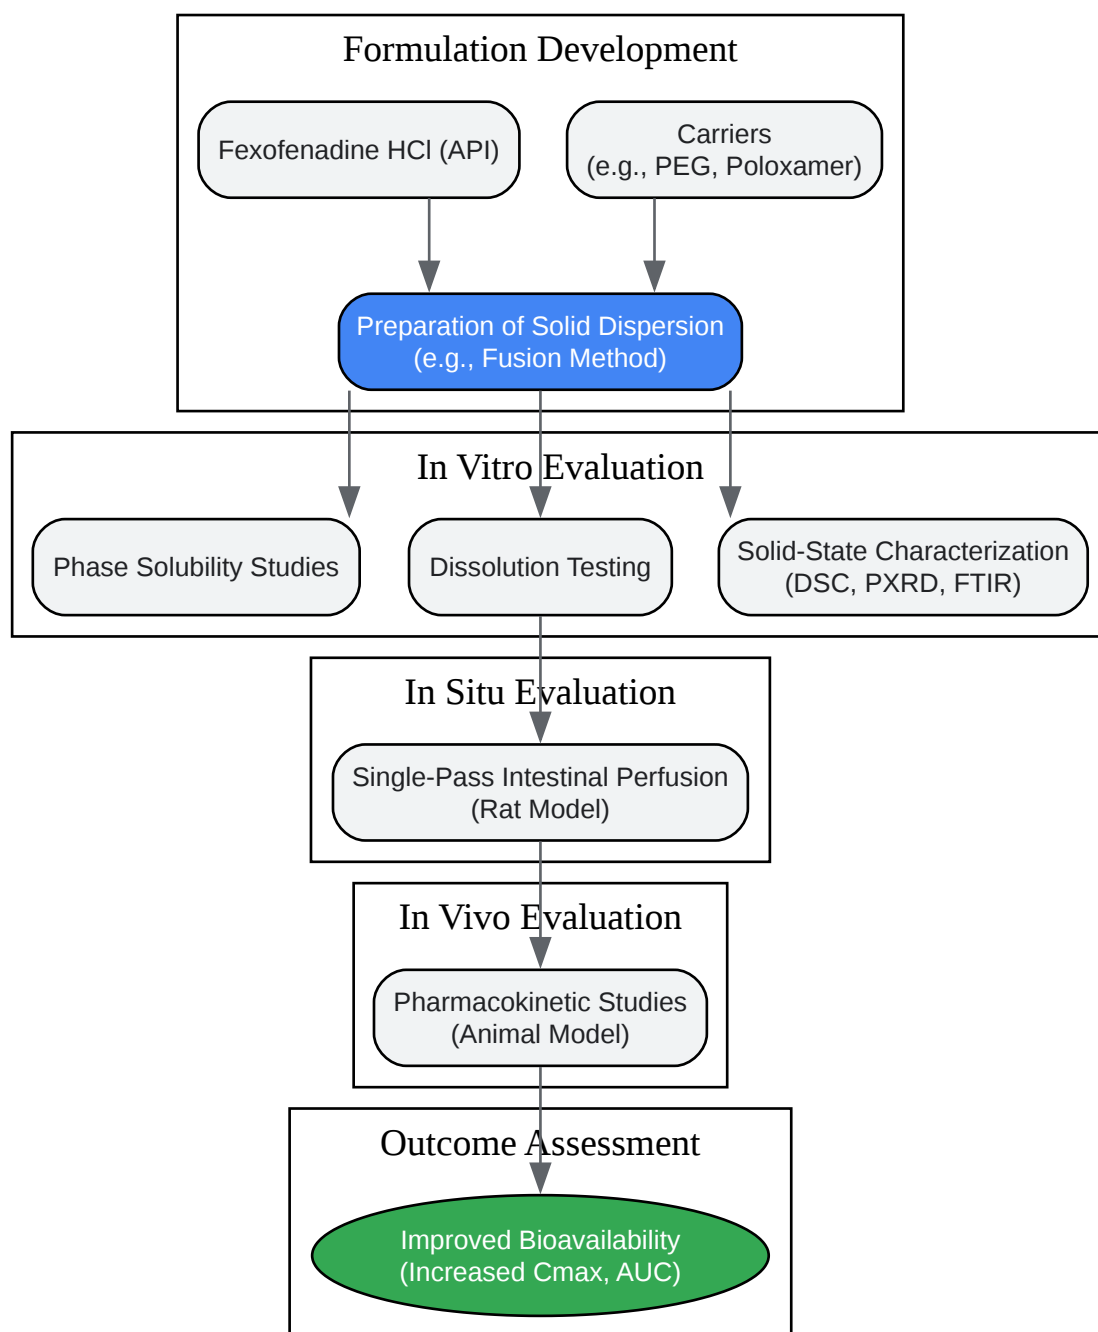 Formulation Development
Fexofenadine HCl (API)
Carriers
(e.g., PEG, Poloxamer)
Preparation of Solid Dispersion
(e.g., Fusion Method)
In Vitro Evaluation
Phase Solubility Studies
Dissolution Testing
Solid-State Characterization
(DSC, PXRD, FTIR)
In Situ Evaluation
Single-Pass Intestinal Perfusion
(Rat Model)
In Vivo Evaluation
Pharmacokinetic Studies
(Animal Model)
Outcome Assessment
Improved Bioavailability
(Increased Cmax, AUC)